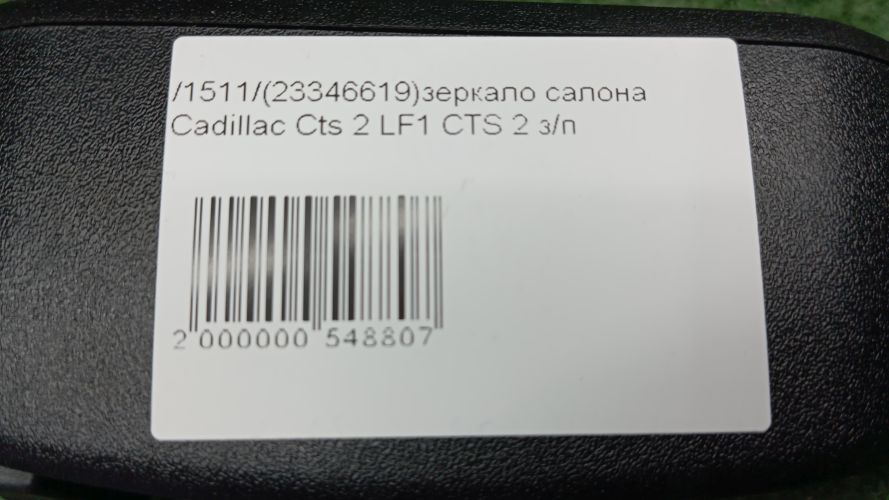 /1511/(23346619)зеркало салона
Cadillac Cts 2 LF1 CTS 2 з/п
2 000000 548807